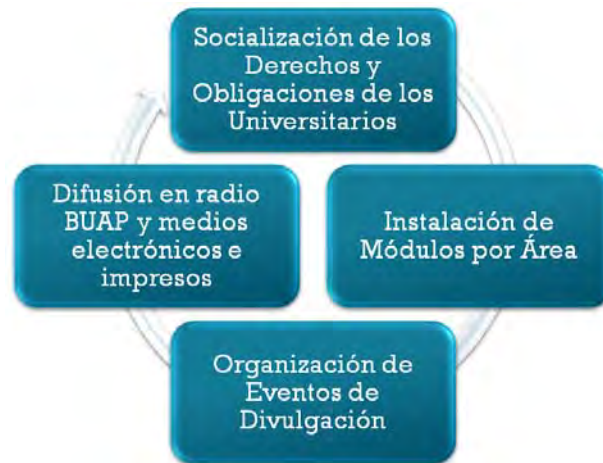 Socialización de los
Derechos y
Obligaciones de los
Universitarios
Difusión en radio
BUAP y medios
electrónicos e
impresos
Instalación de
Módulos por Área
Organización de
Eventos de
Divulgación